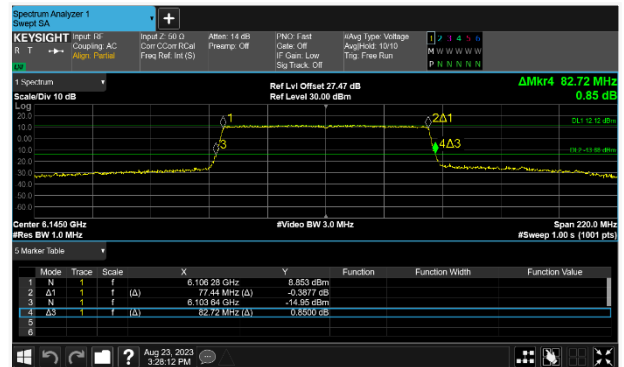 Spectrum Analyzer 1
Swept SA
+
KEYSIGHT
R T
Input: RF
Coupling: AC
Align: Partial
Input Z: 50 Ω
Corr CCorr RCal
Freq Ref: Int (S)
Atten: 14 dB
Preamp: Off
PNO: Fast
Gate: Off
IF Gain: Low
Sig Track: Off
#Avg Type: Voltage
Avg|Hold: 10/10
Trig: Free Run
1 2 3 4 5 6
M W W W W W
P N N N N N
1 Spectrum
Scale/Div 10 dB
Ref Lvl Offset 27.47 dB
Ref Level 30.00 dBm
ΔMkr4 82.72 MHz
0.85 dB
Log
20.0
10.0
0.00
10.0
20.0
30.0
40.0
50.0
60.0
1
2Δ1
3
4Δ3
DL1 12.12 dBm
Center 6.1450 GHz
#Res BW 1.0 MHz
#Video BW 3.0 MHz
Span 220.0 MHz
#Sweep 1.00 s (1001 pts)
5 Marker Table
Mode Trace Scale X Y Function Function Width Function Value
1 N 1 f 6.106 28 GHz 8.853 dBm
2 Δ1 1 f (Δ) 77.44 MHz (Δ) -0.3877 dB
3 N 1 f 6.103 64 GHz -14.95 dBm
4 Δ3 1 f (Δ) 82.72 MHz (Δ) 0.8500 dB
5
6
?
Aug 23, 2023
3:28:12 PM